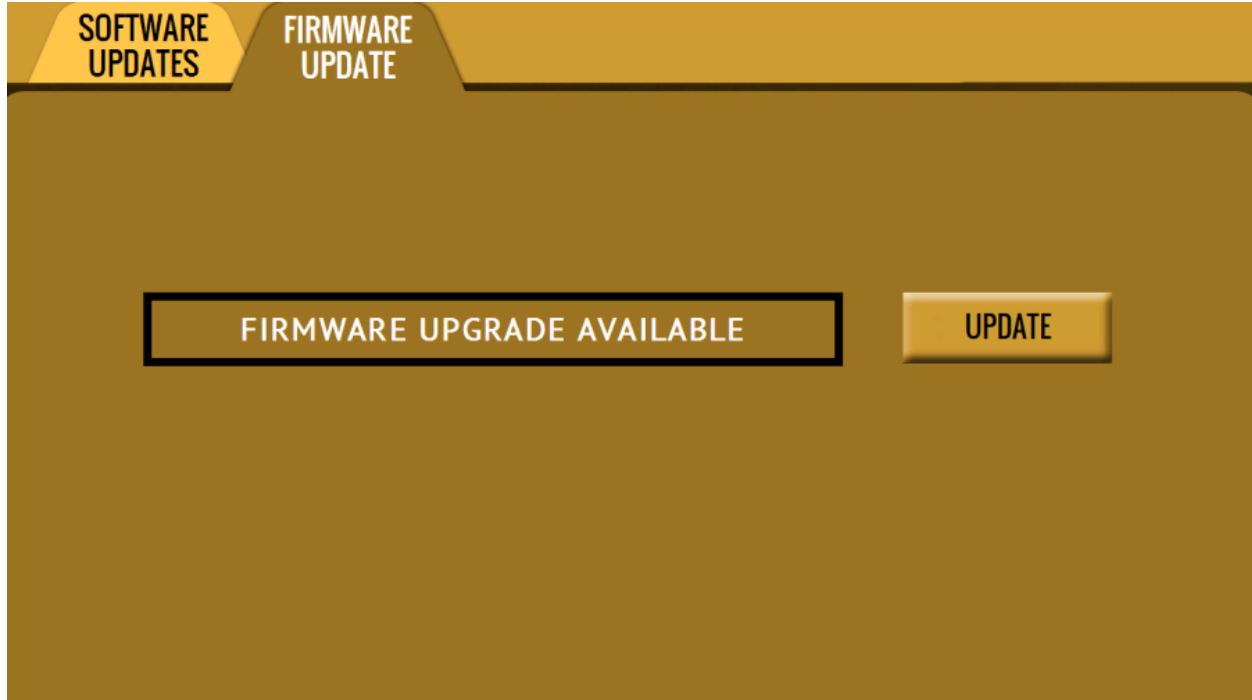 SOFTWARE
UPDATES
FIRMWARE
UPDATE
FIRMWARE UPGRADE AVAILABLE
UPDATE